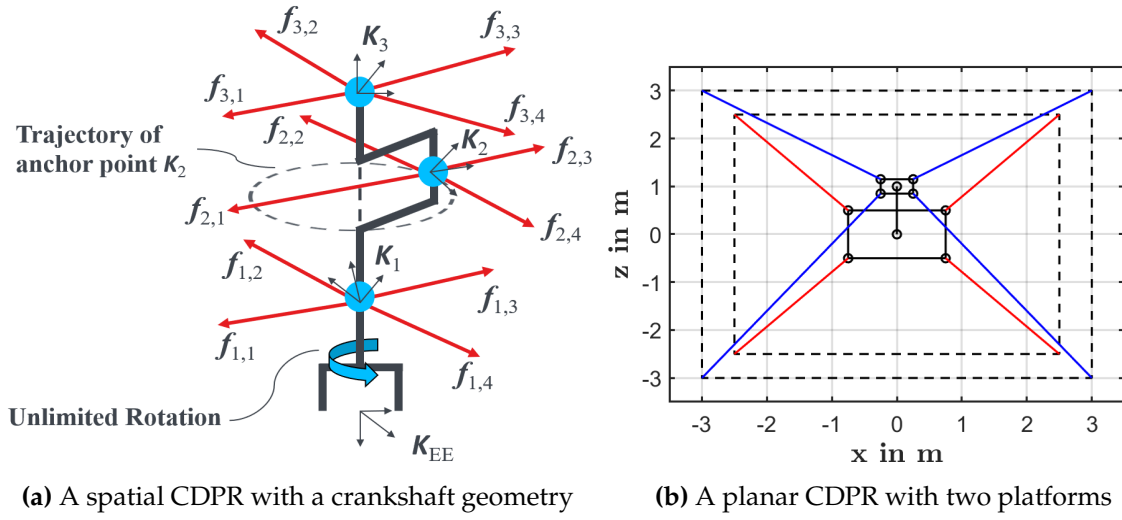 f3,2
K3
f3,3
f3,1
f2,2
f3,4
Trajectory of
anchor point K2
K2
f2,3
f2,1
f2,4
f1,2
K1
f1,3
f1,1
f1,4
Unlimited Rotation
KEE
(a) A spatial CDPR with a crankshaft geometry
3
2
1
0
-1
-2
-3
z in m
-3 -2 -1 0 1 2 3
x in m
(b) A planar CDPR with two platforms